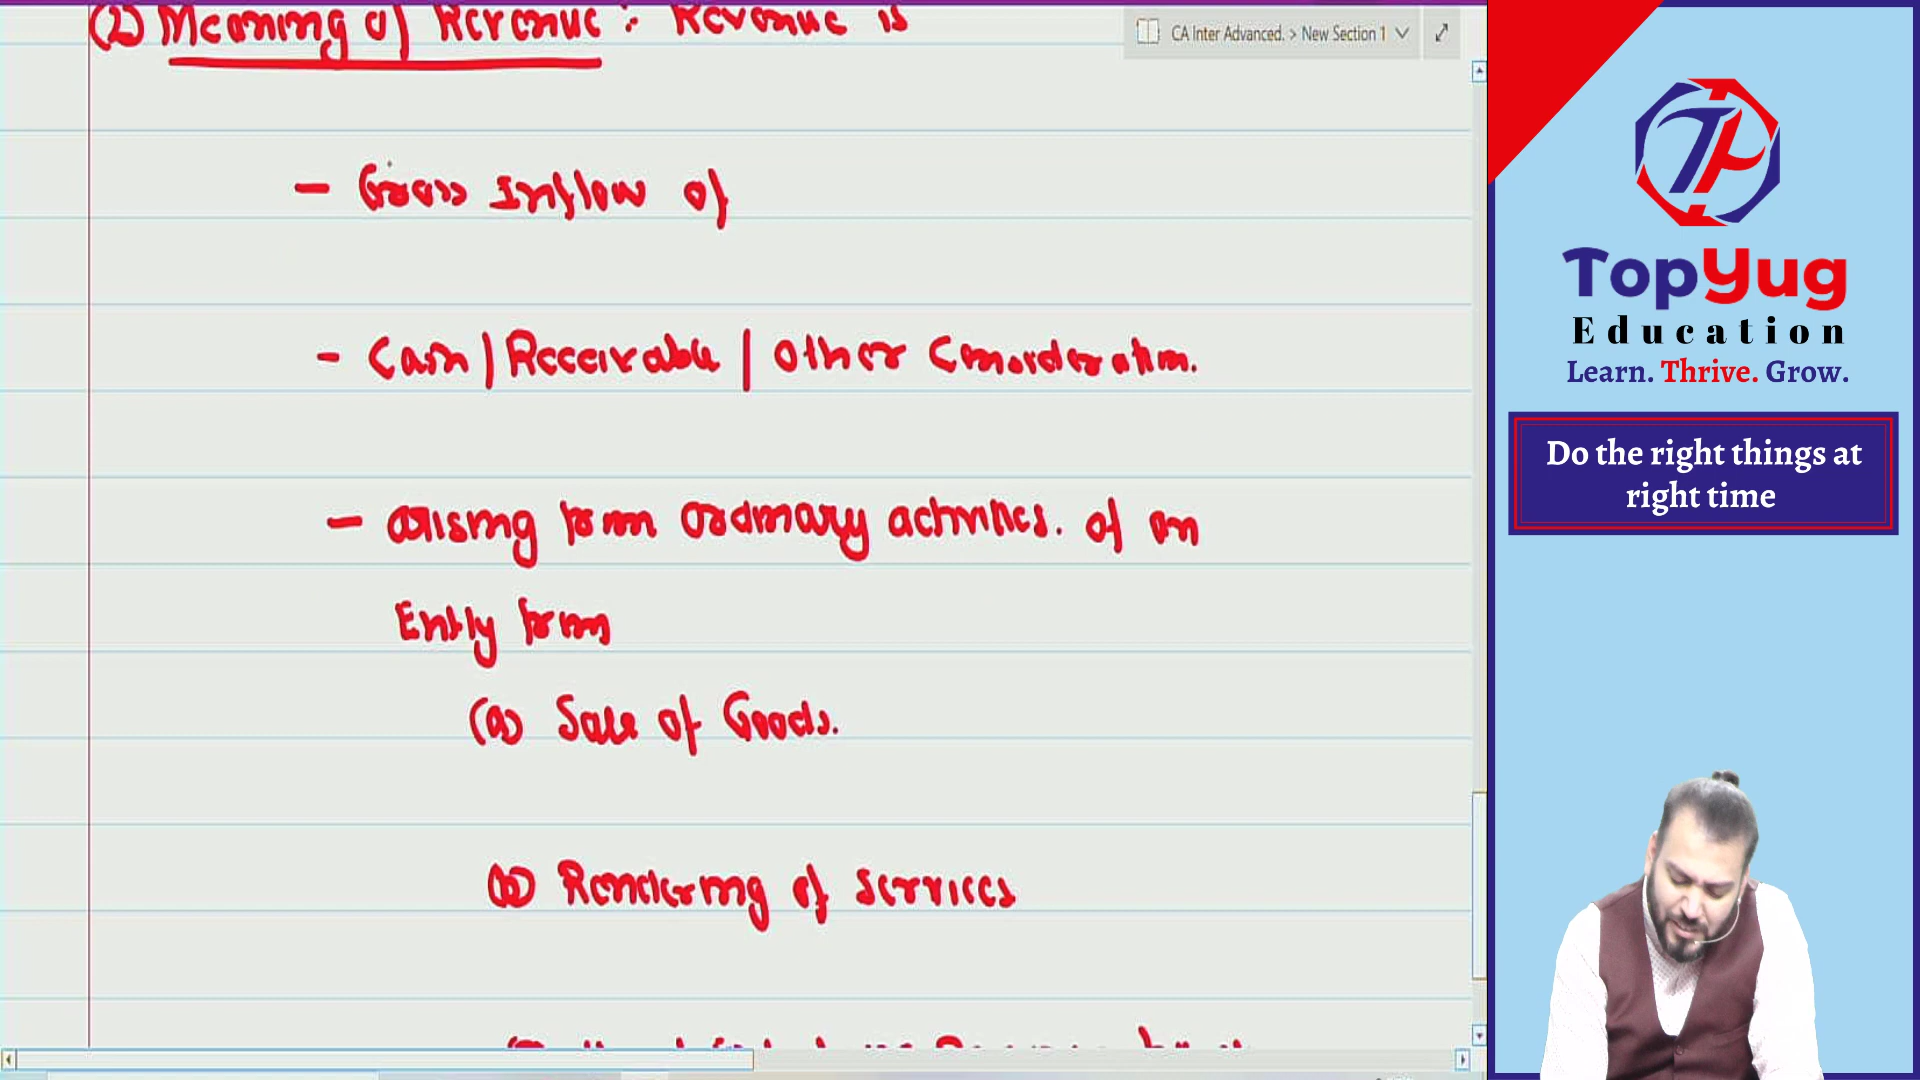 (2) Meaning of Revenue : Revenue is
CA Inter Advanced. > New Section 1
- Gross Inflow of
- Cash | Receivable | Other Consideration.
- arising from ordinary activities. of an
Entity from
(a) Sale of Goods.
(b) Rendering of services
TopYug
Education
Learn. Thrive. Grow.
Do the right things at
right time